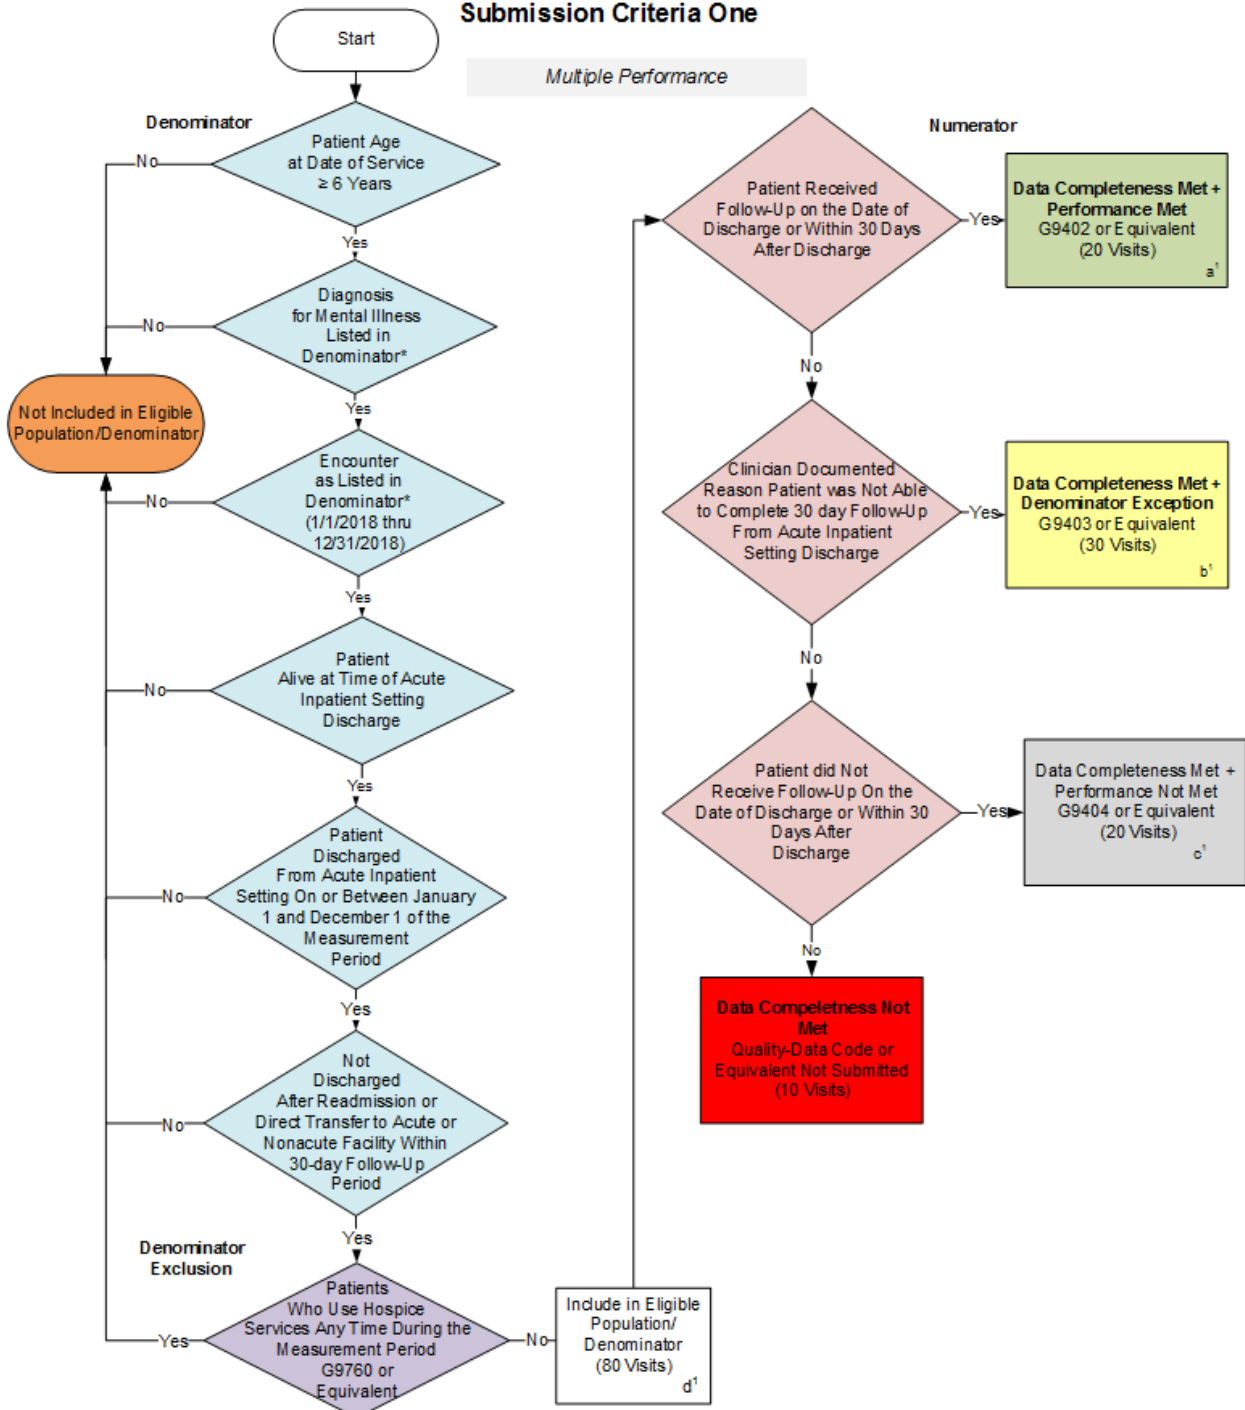 Submission Criteria One
Start
Multiple Performance
Denominator
Patient Age
at Date of Service
≥ 6 Years
No
Yes
Diagnosis
for Mental Illness
Listed in
Denominator*
No
Yes
Not Included in Eligible
Population/Denominator
Encounter
as Listed in
Denominator*
(1/1/2018 thru
12/31/2018)
No
Yes
Patient
Alive at Time of Acute
Inpatient Setting
Discharge
No
Yes
Patient
Discharged
From Acute Inpatient
Setting On or Between January
1 and December 1 of the
Measurement
Period
No
Yes
Not
Discharged
After Readmission or
Direct Transfer to Acute or
Nonacute Facility Within
30-day Follow-Up
Period
No
Yes
Denominator
Exclusion
Patients
Who Use Hospice
Services Any Time During the
Measurement Period
G9760 or
Equivalent
Yes
No
Include in Eligible
Population/
Denominator
(80 Visits)
d¹
Numerator
Patient Received
Follow-Up on the Date of
Discharge or Within 30 Days
After Discharge
Yes
Data Completeness Met +
Performance Met
G9402 or Equivalent
(20 Visits)
a¹
No
Clinician Documented
Reason Patient was Not Able
to Complete 30 day Follow-Up
From Acute Inpatient
Setting Discharge
Yes
Data Completeness Met +
Denominator Exception
G9403 or Equivalent
(30 Visits)
b¹
No
Patient did Not
Receive Follow-Up On the
Date of Discharge or Within 30
Days After
Discharge
Yes
Data Completeness Met +
Performance Not Met
G9404 or Equivalent
(20 Visits)
c¹
No
Data Compeletness Not
Met
Quality-Data Code or
Equivalent Not Submitted
(10 Visits)